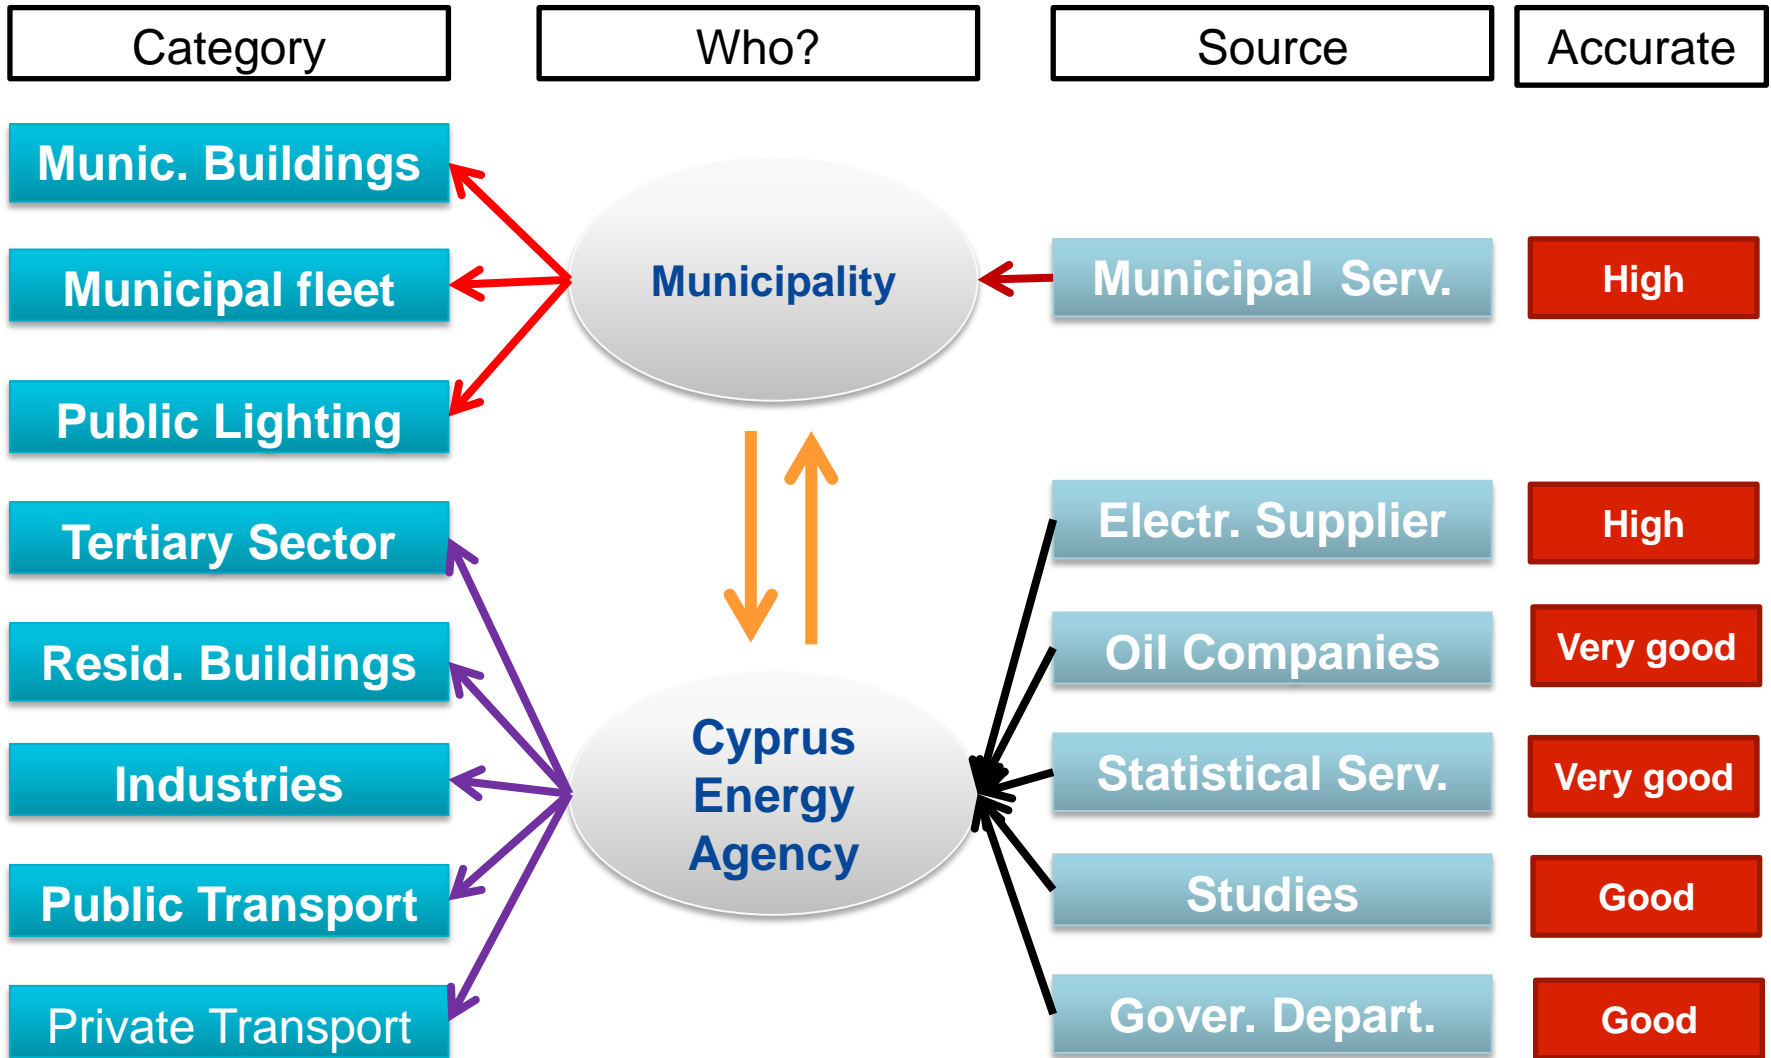 Category
Who?
Source
Accurate
Munic. Buildings
Municipal fleet
Public Lighting
Tertiary Sector
Resid. Buildings
Industries
Public Transport
Private Transport
Municipality
Cyprus
Energy
Agency
Municipal  Serv.
Electr. Supplier
Oil Companies
Statistical Serv.
Studies
Gover. Depart.
High
High
Very good
Very good
Good
Good